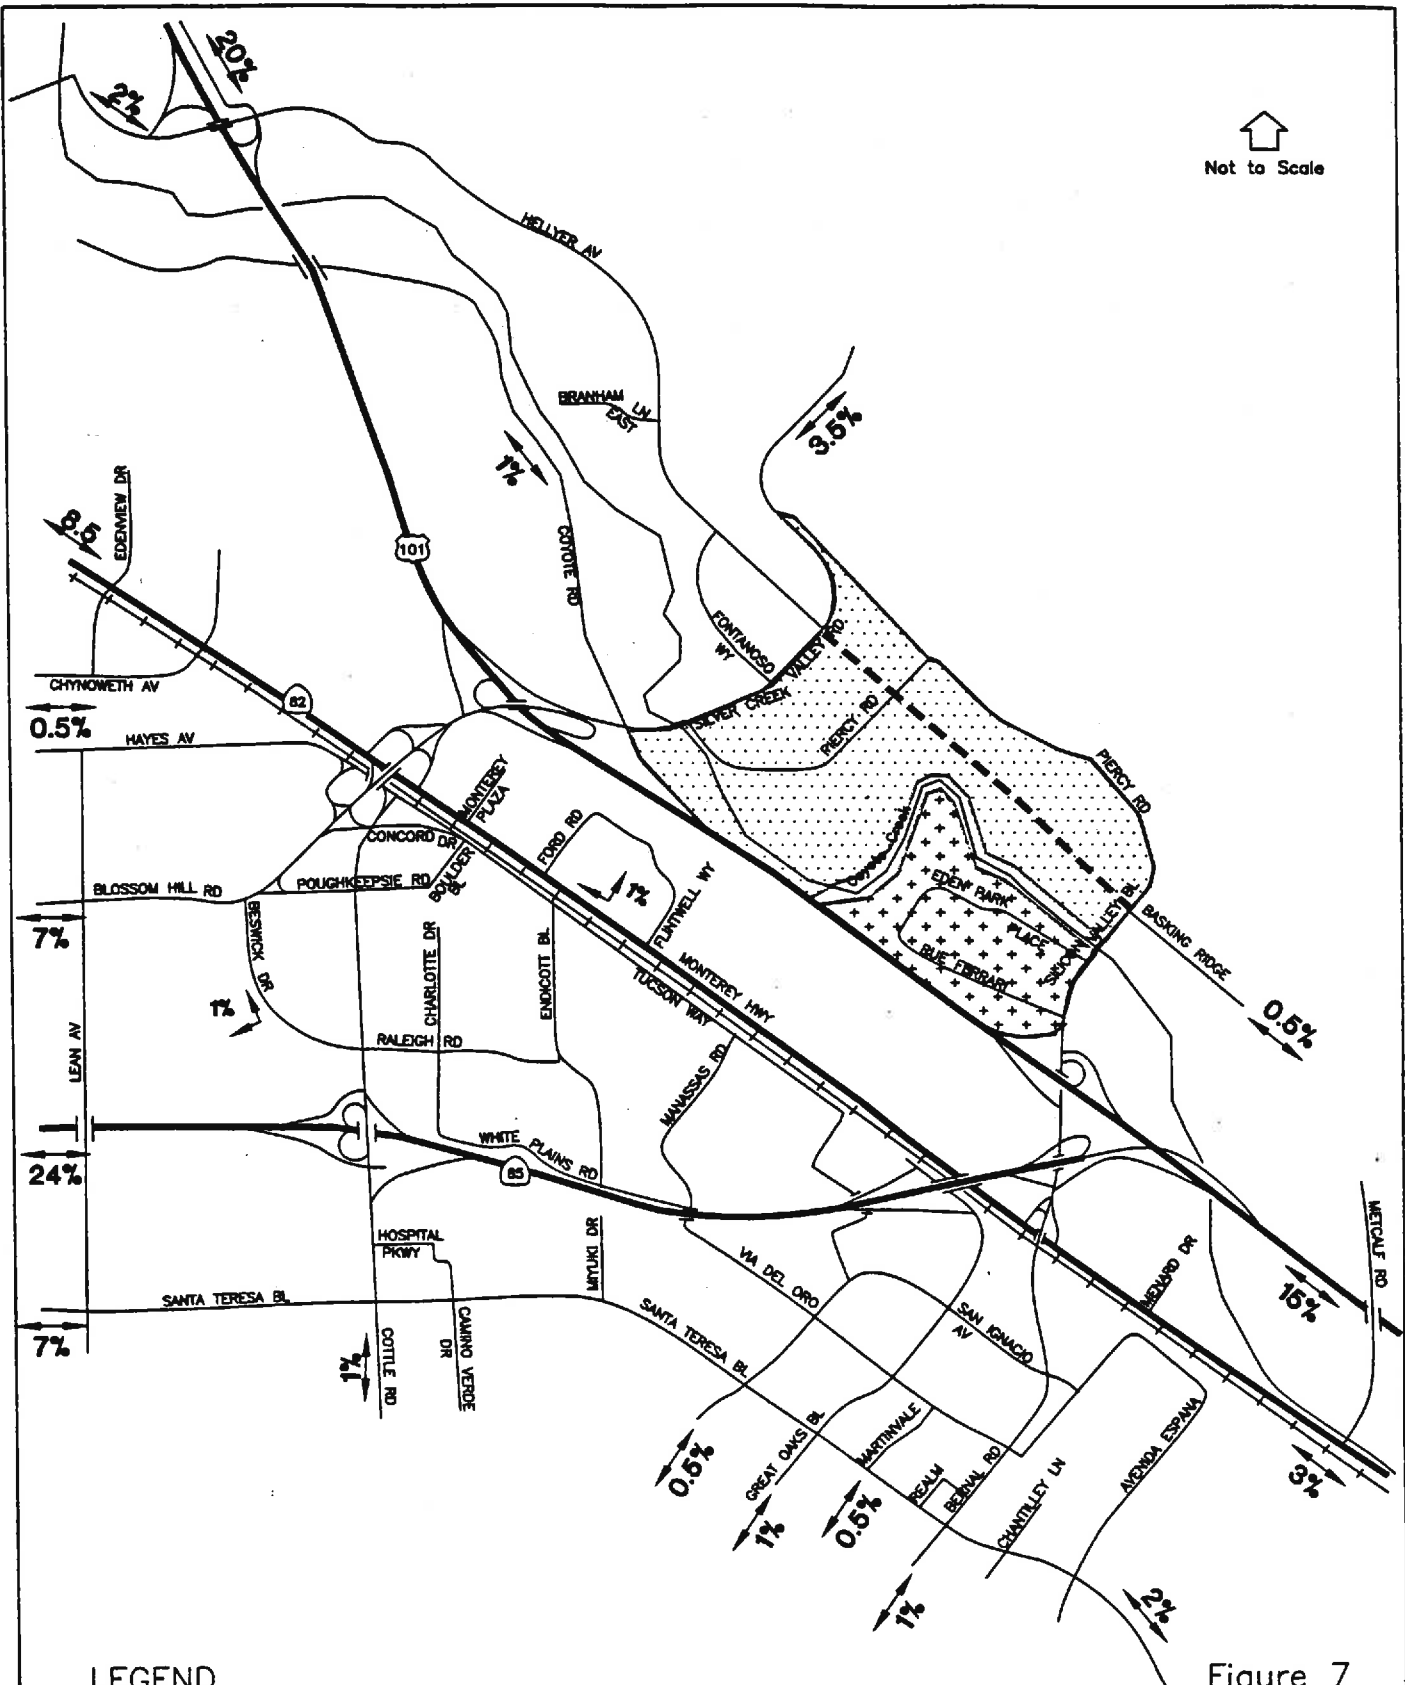 20%
2%
Not to Scale
HELLYER AV
BRANHAM LN
EAST
3.5%
1%
EDENVIEW DR
8.5
101
COYOTE RD
FONTANOSO
WY
SILVER CREEK VALLEY RD
PIERCY RD
CHYNOWETH AV
0.5%
82
HAYES AV
PIERCY RD
MONTEREY
PLAZA
FORD RD
CONCORD DR
BOULDER
BL
Coyote Creek
EDEN PARK
PLACE
POUGHKEEPSIE RD
BLOSSOM HILL RD
1%
FLINTWELL WY
SILICON VALLEY BL
BASKING RIDGE
7%
BESWICK DR
CHARLOTTE DR
ENDICOTT BL
RUE FERRARI
MONTEREY HWY
TUCSON WAY
1%
0.5%
LEAN AV
RALEIGH RD
MANASSAS RD
WHITE PLAINS RD
85
24%
METCALF RD
HOSPITAL
PKWY
MIYUKI DR
VIA DEL ORO
MENARD DR
15%
SANTA TERESA BL
SANTA TERESA BL
SAN IGNACIO
AV
7%
1%
COTTLE RD
CAMINO VERDE
DR
0.5%
GREAT OAKS BL
MARTINVALE
REALM
BERNAL RD
CHANTILLEY LN
AVENIDA ESPANA
3%
1%
0.5%
1%
2%
LEGEND
Figure 7